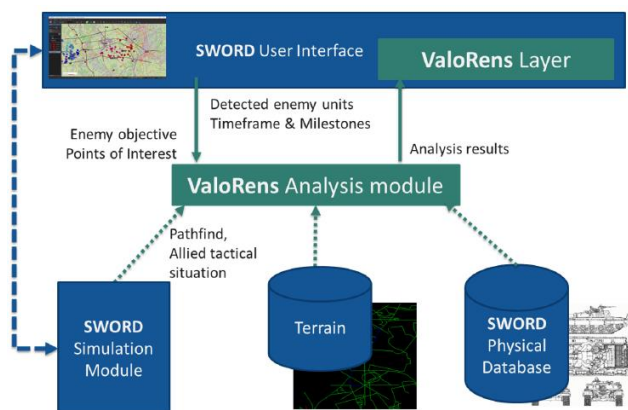 SWORD User Interface
ValoRens Layer
Detected enemy units
Timeframe & Milestones
Enemy objective
Points of Interest
Analysis results
ValoRens Analysis module
Pathfind,
Allied tactical
situation
SWORD
Simulation
Module
Terrain
SWORD
Physical
Database